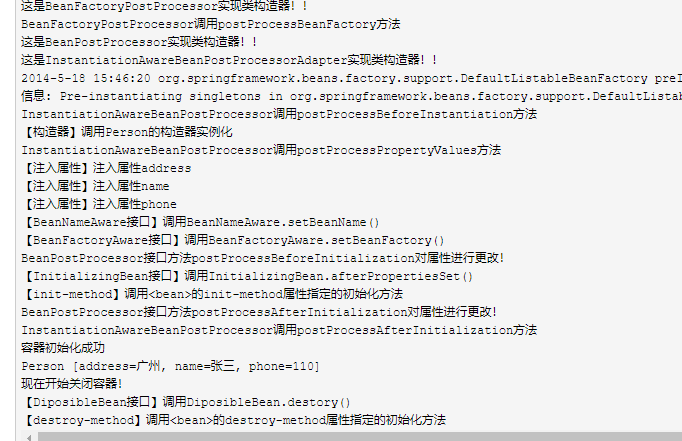 这是BeanFactoryPostProcessor实现类构造器！！
BeanFactoryPostProcessor调用postProcessBeanFactory方法
这是BeanPostProcessor实现类构造器！！
这是InstantiationAwareBeanPostProcessorAdapter实现类构造器！！
2014-5-18 15:46:20 org.springframework.beans.factory.support.DefaultListableBeanFactory preI
信息: Pre-instantiating singletons in org.springframework.beans.factory.support.DefaultListab
InstantiationAwareBeanPostProcessor调用postProcessBeforeInstantiation方法
【构造器】调用Person的构造器实例化
InstantiationAwareBeanPostProcessor调用postProcessPropertyValues方法
【注入属性】注入属性address
【注入属性】注入属性name
【注入属性】注入属性phone
【BeanNameAware接口】调用BeanNameAware.setBeanName()
【BeanFactoryAware接口】调用BeanFactoryAware.setBeanFactory()
BeanPostProcessor接口方法postProcessBeforeInitialization对属性进行更改！
【InitializingBean接口】调用InitializingBean.afterPropertiesSet()
【init-method】调用<bean>的init-method属性指定的初始化方法
BeanPostProcessor接口方法postProcessAfterInitialization对属性进行更改！
InstantiationAwareBeanPostProcessor调用postProcessAfterInitialization方法
容器初始化成功
Person [address=广州, name=张三, phone=110]
现在开始关闭容器！
【DiposibleBean接口】调用DiposibleBean.destory()
【destroy-method】调用<bean>的destroy-method属性指定的初始化方法